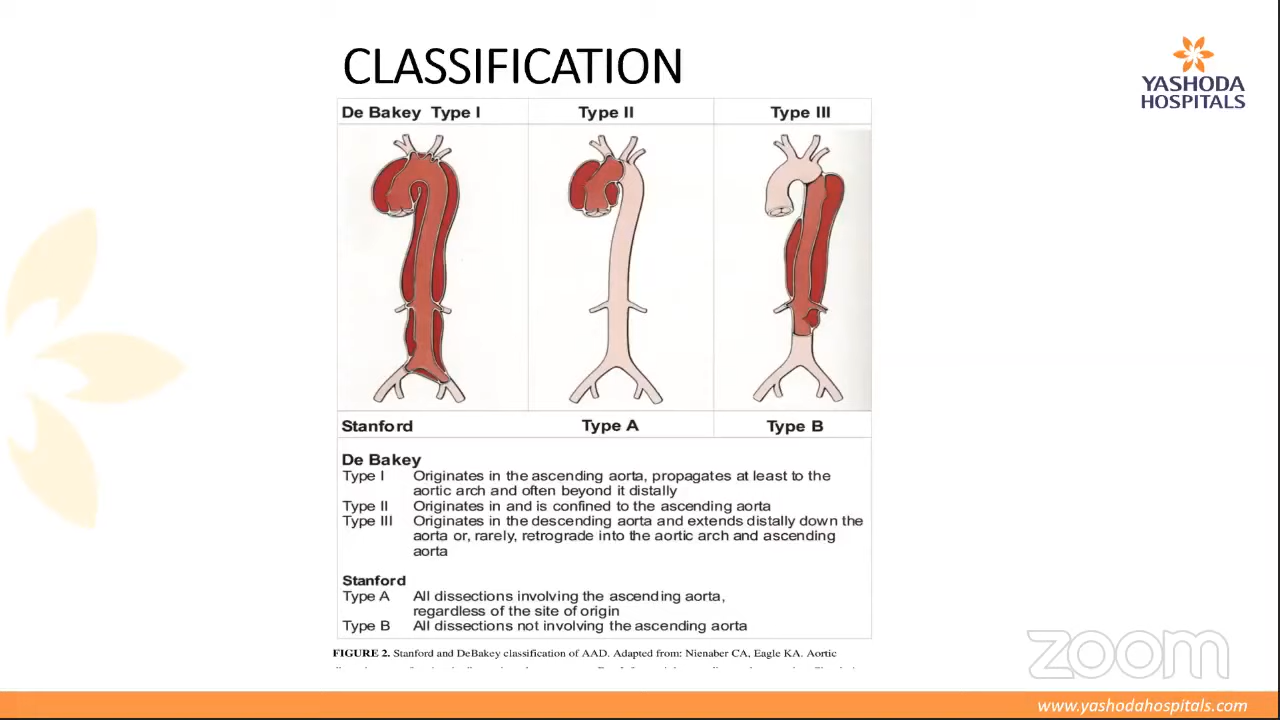 CLASSIFICATION
YASHODA
HOSPITALS
De Bakey Type I Type II Type III
Stanford Type A Type B
De Bakey
Type I Originates in the ascending aorta, propagates at least to the
aortic arch and often beyond it distally
Type II Originates in and is confined to the ascending aorta
Type III Originates in the descending aorta and extends distally down the
aorta or, rarely, retrograde into the aortic arch and ascending
aorta
Stanford
Type A All dissections involving the ascending aorta,
regardless of the site of origin
Type B All dissections not involving the ascending aorta
FIGURE 2. Stanford and DeBakey classification of AAD. Adapted from: Nienaber CA, Eagle KA. Aortic
zoom
www.yashodahospitals.com